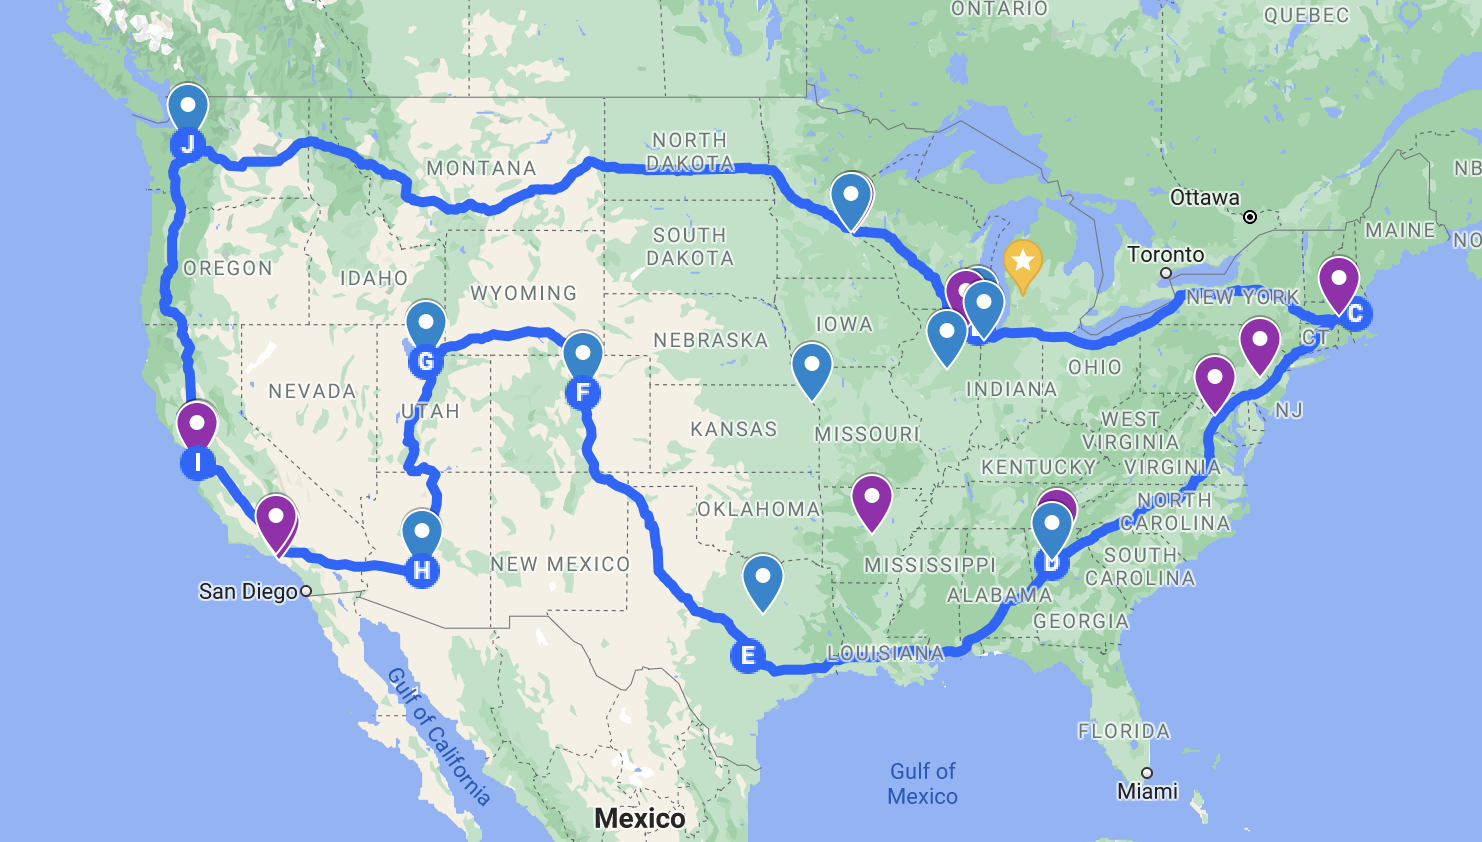 ONTARIO
QUEBEC
J
NORTH
DAKOTA
MONTANA
NB
Ottawa
MAINE
NO
SOUTH
DAKOTA
Toronto
OREGON
IDAHO
WYOMING
NEW YORK
C
IOWA
NEBRASKA
CT
G
OHIO
INDIANA
NEVADA
F
UTAH
NJ
WEST
VIRGINIA
KANSAS
MISSOURI
I
KENTUCKY
VIRGINIA
OKLAHOMA
NORTH
CAROLINA
H
NEW MEXICO
MISSISSIPPI
D
SOUTH
CAROLINA
San Diego
ALABAMA
GEORGIA
E
LOUISIANA
Gulf of California
FLORIDA
Gulf of
Mexico
Miami
Mexico